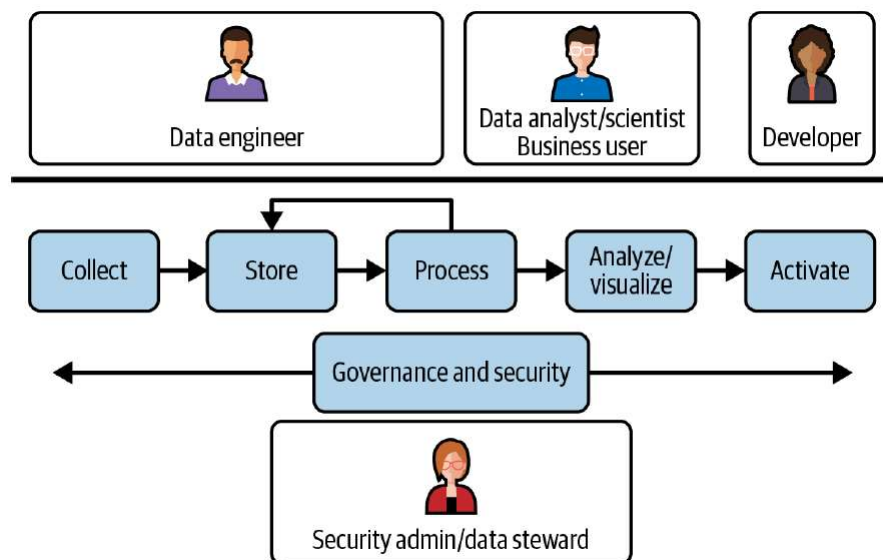 Data engineer
Data analyst/scientist
Business user
Developer
Collect
Store
Process
Analyze/
visualize
Activate
Governance and security
Security admin/data steward